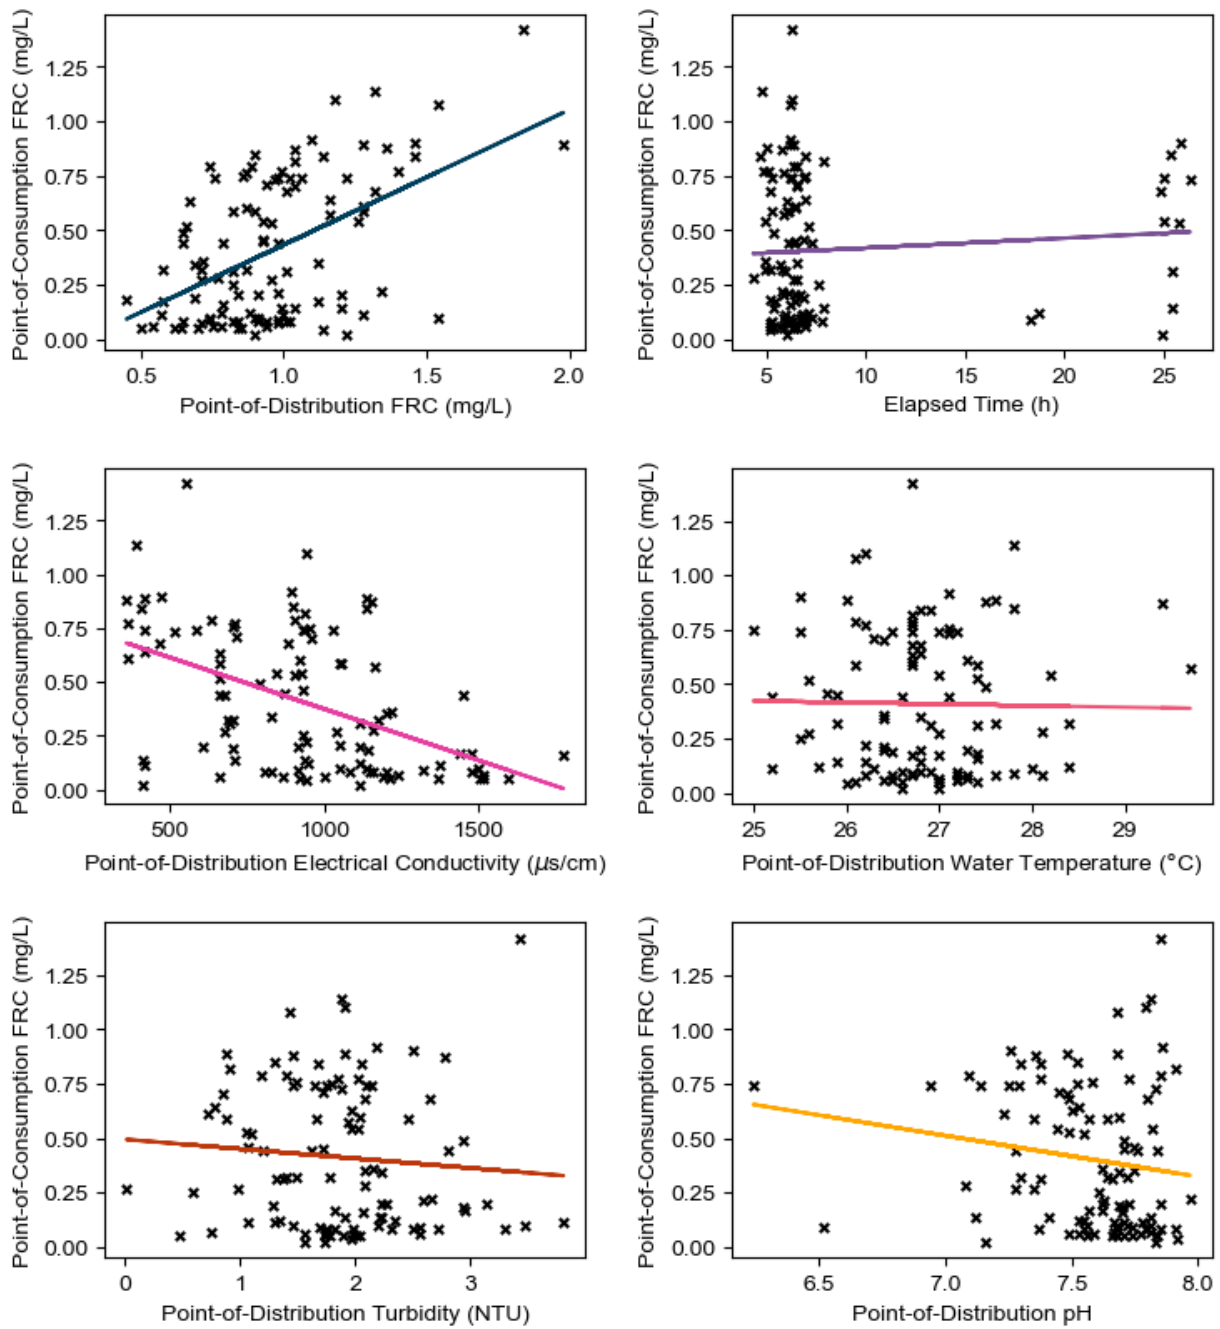 Point-of-Consumption FRC (mg/L)
1.25
1.00
0.75
0.50
0.25
0.00
0.5 1.0 1.5 2.0
Point-of-Distribution FRC (mg/L)
Point-of-Consumption FRC (mg/L)
1.25
1.00
0.75
0.50
0.25
0.00
5 10 15 20 25
Elapsed Time (h)
Point-of-Consumption FRC (mg/L)
1.25
1.00
0.75
0.50
0.25
0.00
500 1000 1500
Point-of-Distribution Electrical Conductivity (μs/cm)
Point-of-Consumption FRC (mg/L)
1.25
1.00
0.75
0.50
0.25
0.00
25 26 27 28 29
Point-of-Distribution Water Temperature (°C)
Point-of-Consumption FRC (mg/L)
1.25
1.00
0.75
0.50
0.25
0.00
0 1 2 3
Point-of-Distribution Turbidity (NTU)
Point-of-Consumption FRC (mg/L)
1.25
1.00
0.75
0.50
0.25
0.00
6.5 7.0 7.5 8.0
Point-of-Distribution pH